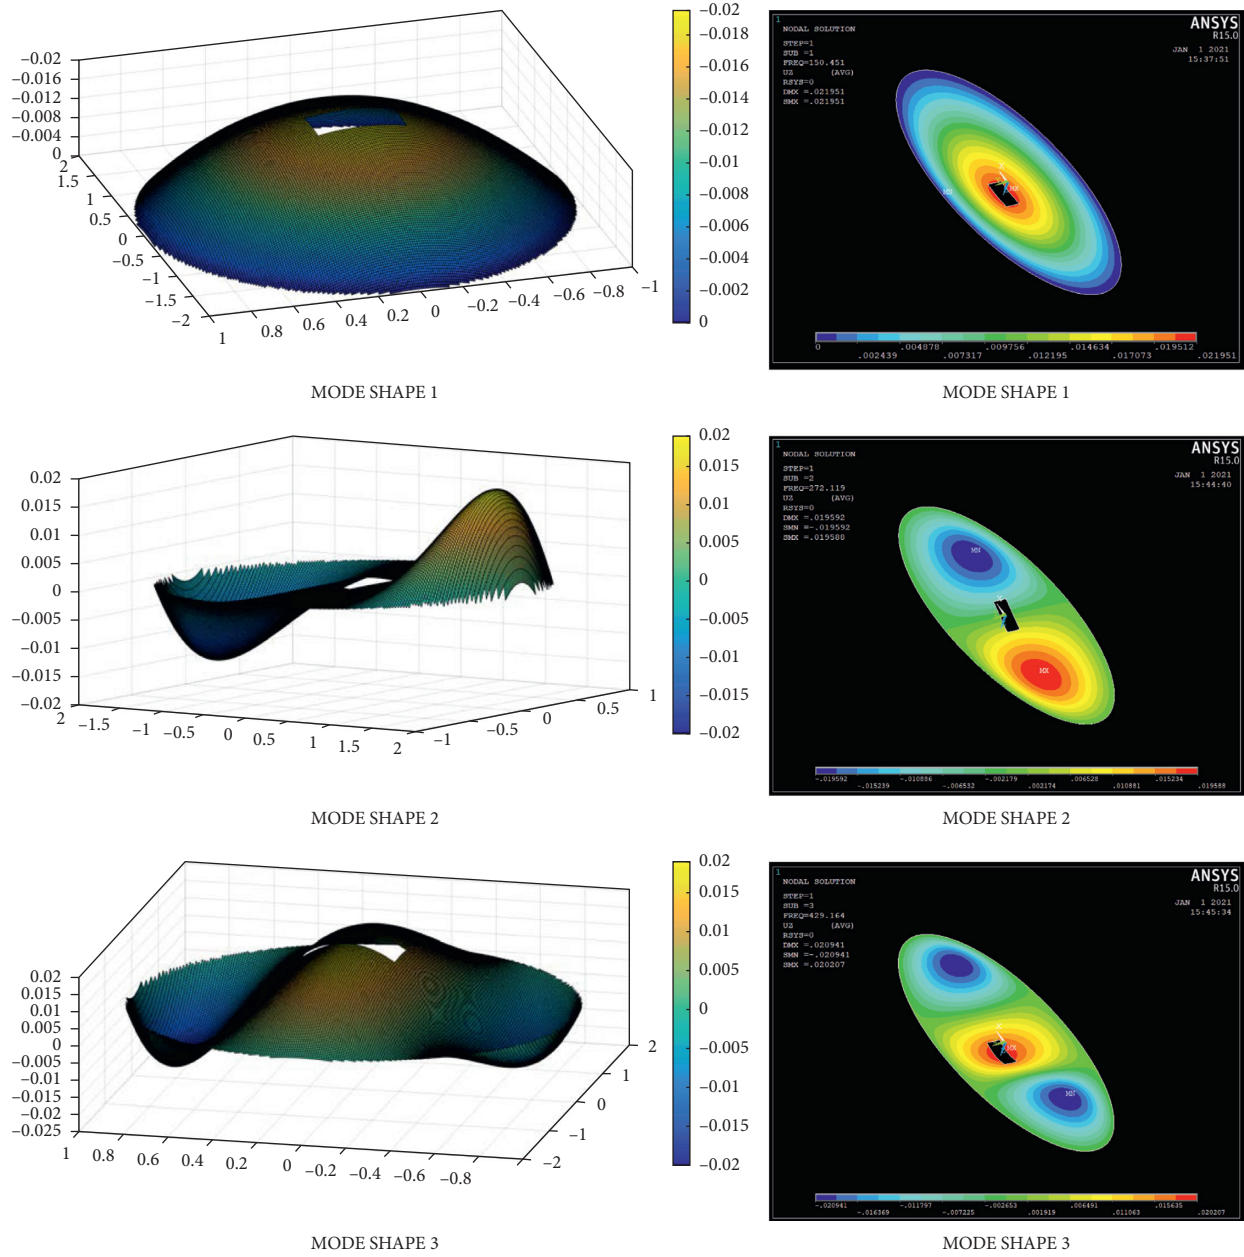 −0.02
−0.016
−0.012
−0.008
−0.004
0
2
1.5
1
0.5
0
−0.5
−1
−1.5
−2
1
0.8
0.6
0.4
0.2
0
−0.2
−0.4
−0.6
−0.8
−1
−0.02
−0.018
−0.016
−0.014
−0.012
−0.01
−0.008
−0.006
−0.004
−0.002
0
1
NODAL SOLUTION
STEP=1
SUB =1
FREQ=150.451
UZ (AVG)
RSYS=0
DMX =.021951
SMX =.021951
ANSYS
R15.0
JAN 1 2021
15:37:51
MN
X
MX
0 .004878 .009756 .014634 .019512
.002439 .007317 .012195 .017073 .021951
MODE SHAPE 1
MODE SHAPE 1
0.02
0.015
0.01
0.005
0
−0.005
−0.01
−0.015
−0.02
2
−1.5
−1
−0.5
0
0.5
1
1.5
2
−1
−0.5
0
0.5
1
0.02
0.015
0.01
0.005
0
−0.005
−0.01
−0.015
−0.02
1
NODAL SOLUTION
STEP=1
SUB =2
FREQ=272.119
UZ (AVG)
RSYS=0
DMX =.019592
SMN =-.019592
SMX =.019588
ANSYS
R15.0
JAN 1 2021
15:44:40
MN
MX
-.019592 -.010886 -.002179 .006528 .015234
-.015239 -.006532 .002174 .010881 .019588
MODE SHAPE 2
MODE SHAPE 2
0.02
0.015
0.01
0.005
0
−0.005
−0.01
−0.015
−0.02
−0.025
1
0.8
0.6
0.4
0.2
0
−0.2
−0.4
−0.6
−0.8
−2
−1
0
1
2
0.02
0.015
0.01
0.005
0
−0.005
−0.01
−0.015
−0.02
1
NODAL SOLUTION
STEP=1
SUB =3
FREQ=429.164
UZ (AVG)
RSYS=0
DMX =.020941
SMN =-.020941
SMX =.020207
ANSYS
R15.0
JAN 1 2021
15:45:34
MN
X
MX
MN
-.020941 -.011797 -.002653 .006491 .015635
-.016369 -.007225 .001919 .011063 .020207
MODE SHAPE 3
MODE SHAPE 3